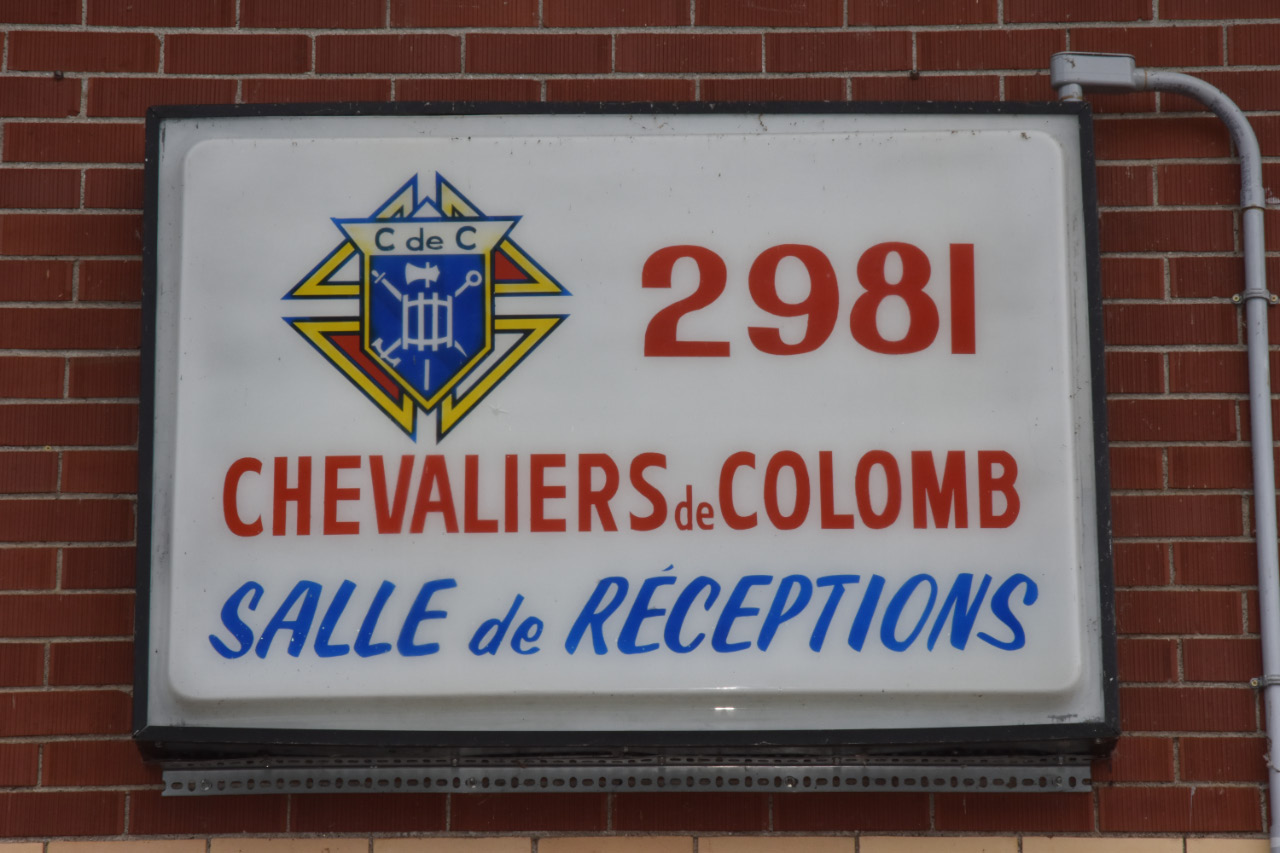 C de C
2981
CHEVALIERS de COLOMB
SALLE de RÉCEPTIONS